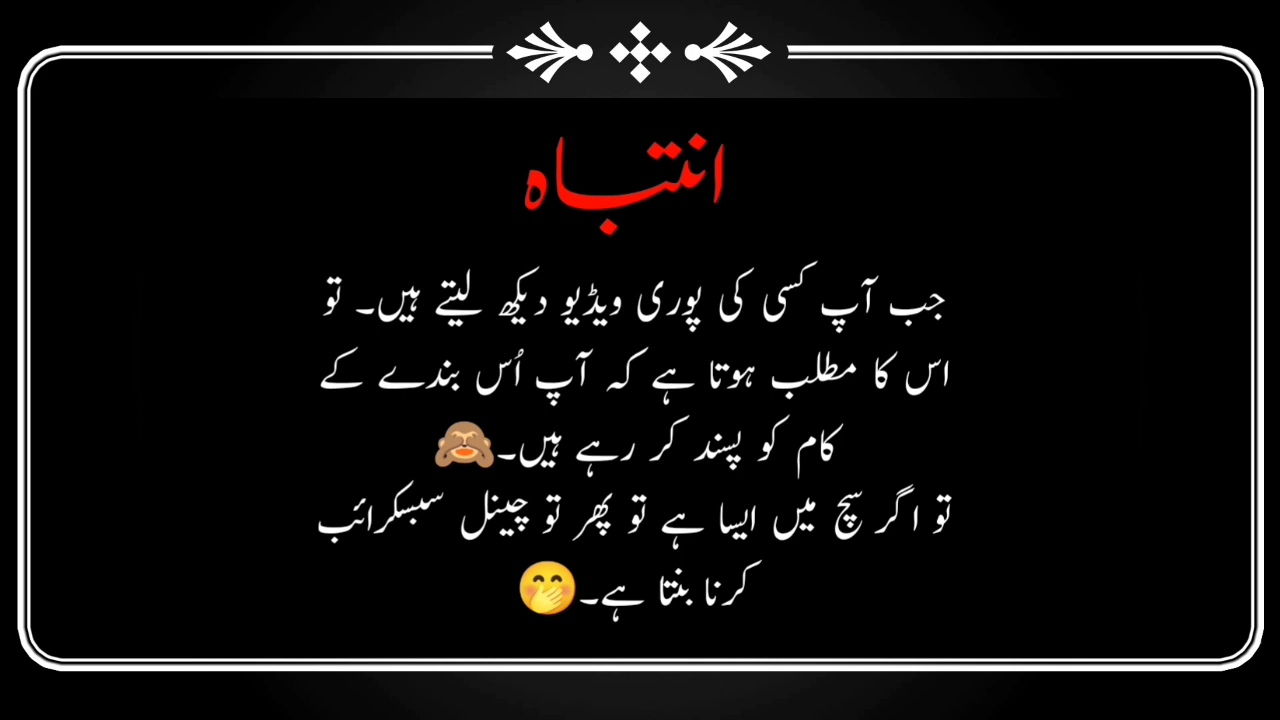 انتباہ
جب آپ کسی کی پوری ویڈیو دیکھ لیتے ہیں۔ تو
اس کا مطلب ہوتا ہے کہ آپ اُس بندے کے
کام کو پسند کر رہے ہیں۔🙈
تو اگر سچ میں ایسا ہے تو پھر تو چینل سبسکرائب
کرنا بنتا ہے۔🤭